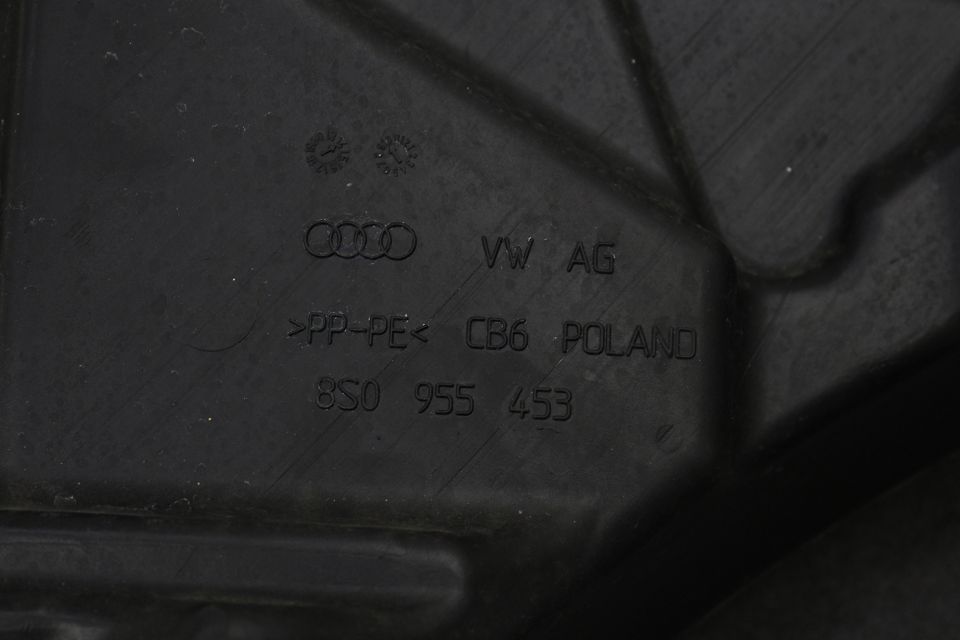 VW AG
>PP-PE< CB6 POLAND
8S0 955 453